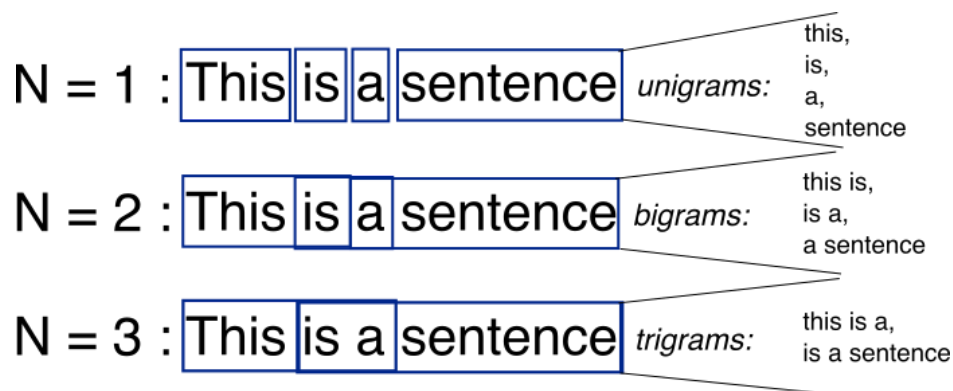 N = 1 : This is a sentence unigrams:
this,
is,
a,
sentence
N = 2 : This is a sentence bigrams:
this is,
is a,
a sentence
N = 3 : This is a sentence trigrams:
this is a,
is a sentence